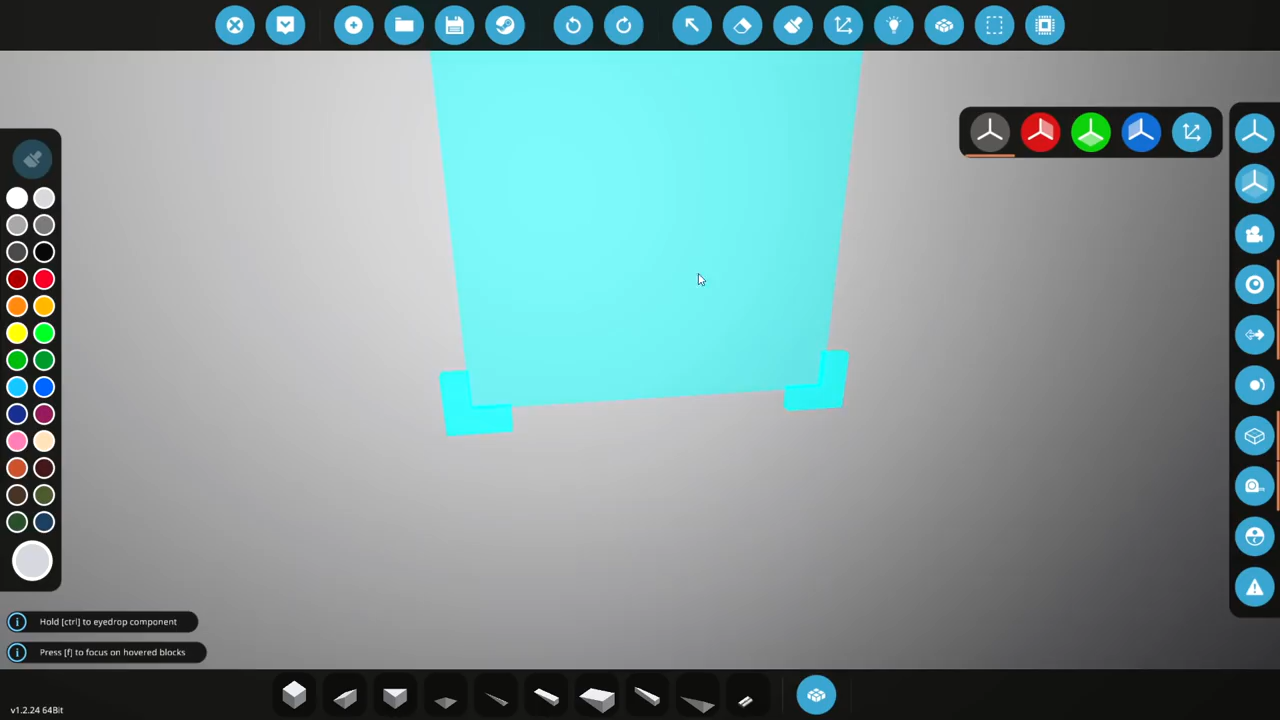 Hold [ctrl] to eyedrop component
Press [f] to focus on hovered blocks
v1.2.24 64Bit